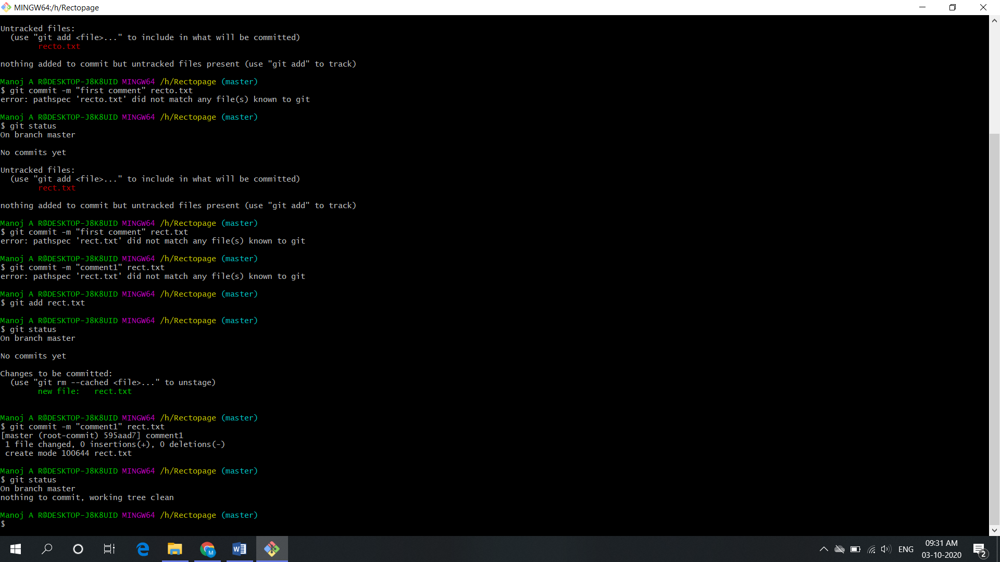 MINGW64:/h/Rectopage
Untracked files:
  (use "git add <file>..." to include in what will be committed)
        recto.txt
nothing added to commit but untracked files present (use "git add" to track)
Manoj A R@DESKTOP-J8K8UID MINGW64 /h/Rectopage (master)
$ git commit -m "first comment" recto.txt
error: pathspec 'recto.txt' did not match any file(s) known to git
Manoj A R@DESKTOP-J8K8UID MINGW64 /h/Rectopage (master)
$ git status
On branch master
No commits yet
Untracked files:
  (use "git add <file>..." to include in what will be committed)
        rect.txt
nothing added to commit but untracked files present (use "git add" to track)
Manoj A R@DESKTOP-J8K8UID MINGW64 /h/Rectopage (master)
$ git commit -m "first comment" rect.txt
error: pathspec 'rect.txt' did not match any file(s) known to git
Manoj A R@DESKTOP-J8K8UID MINGW64 /h/Rectopage (master)
$ git commit -m "comment1" rect.txt
error: pathspec 'rect.txt' did not match any file(s) known to git
Manoj A R@DESKTOP-J8K8UID MINGW64 /h/Rectopage (master)
$ git add rect.txt
Manoj A R@DESKTOP-J8K8UID MINGW64 /h/Rectopage (master)
$ git status
On branch master
No commits yet
Changes to be committed:
  (use "git rm --cached <file>..." to unstage)
        new file:   rect.txt
Manoj A R@DESKTOP-J8K8UID MINGW64 /h/Rectopage (master)
$ git commit -m "comment1" rect.txt
[master (root-commit) 595aad7] comment1
 1 file changed, 0 insertions(+), 0 deletions(-)
 create mode 100644 rect.txt
Manoj A R@DESKTOP-J8K8UID MINGW64 /h/Rectopage (master)
$ git status
On branch master
nothing to commit, working tree clean
Manoj A R@DESKTOP-J8K8UID MINGW64 /h/Rectopage (master)
$
W
M
ENG
09:31 AM
03-10-2020
2